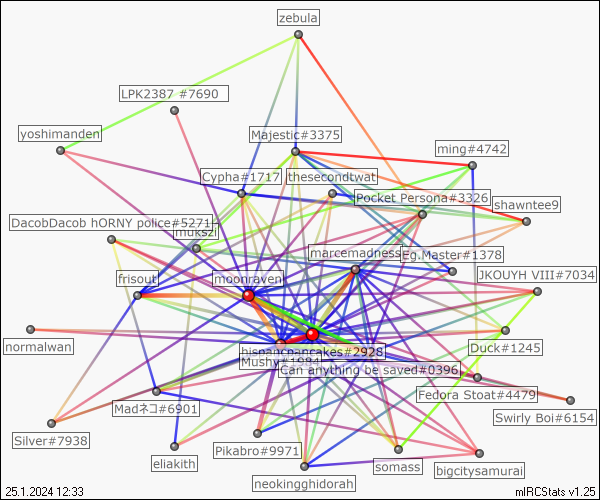 zebula
LPK2387 #7690
yoshimanden
Majestic#3375
ming#4742
Cypha#1717
thesecondtwat
Pocket Persona#3326
shawntee9
DacobDacob hORNY police#5271
mukszi
marcemadness
Eg.Master#1378
frisout
moonraven
JKOUYH VIII#7034
normalwan
hispancpancakes#2928
Duck#1245
Mushy#1984
Can anything be saved#0396
Fedora Stoat#4479
Madネコ#6901
Swirly Boi#6154
Silver#7938
Pikabro#9971
eliakith
somass
bigcitysamurai
neokingghidorah
25.1.2024 12:33
mIRCStats v1.25